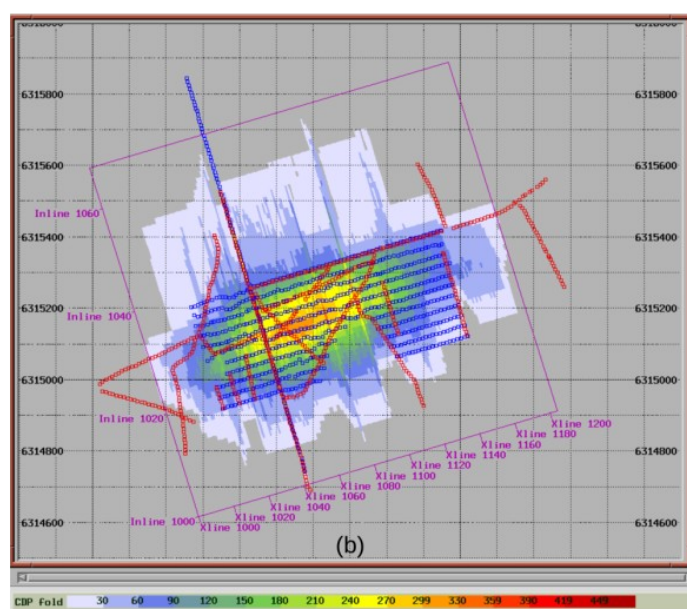 6316000 6316000
6315800 6315800
6315600 6315600
Inline 1060
6315400 6315400
6315200 6315200
Inline 1040
6315000 6315000
Inline 1020
Xline 1200
Xline 1180
6314800 6314800
Xline 1160
Xline 1140
Xline 1120
Xline 1100
Xline 1080
Xline 1060
Xline 1040
Xline 1020
Inline 1000 Xline 1000
6314600 6314600
(b)
CDP Fold 30 60 90 120 150 180 210 240 270 299 330 359 390 419 449